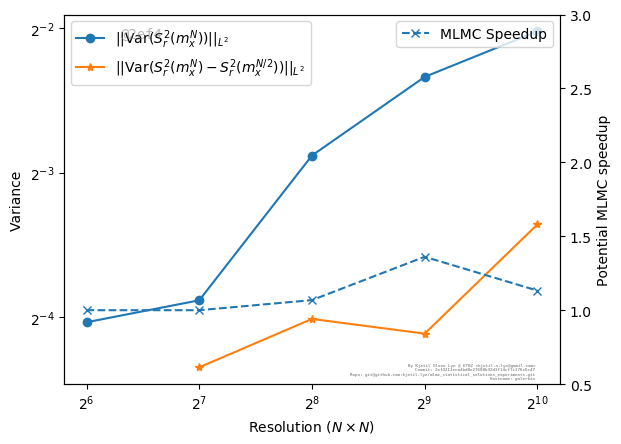 ||Var(S_r^2(m_x^N))||_{L^2}
||Var(S_r^2(m_x^N) − S_r^2(m_x^{N/2}))||_{L^2}
MLMC Speedup
2^{-2}
2^{-3}
2^{-4}
Variance
3.0
2.5
2.0
1.5
1.0
0.5
Potential MLMC speedup
2^6
2^7
2^8
2^9
2^{10}
Resolution (N × N)